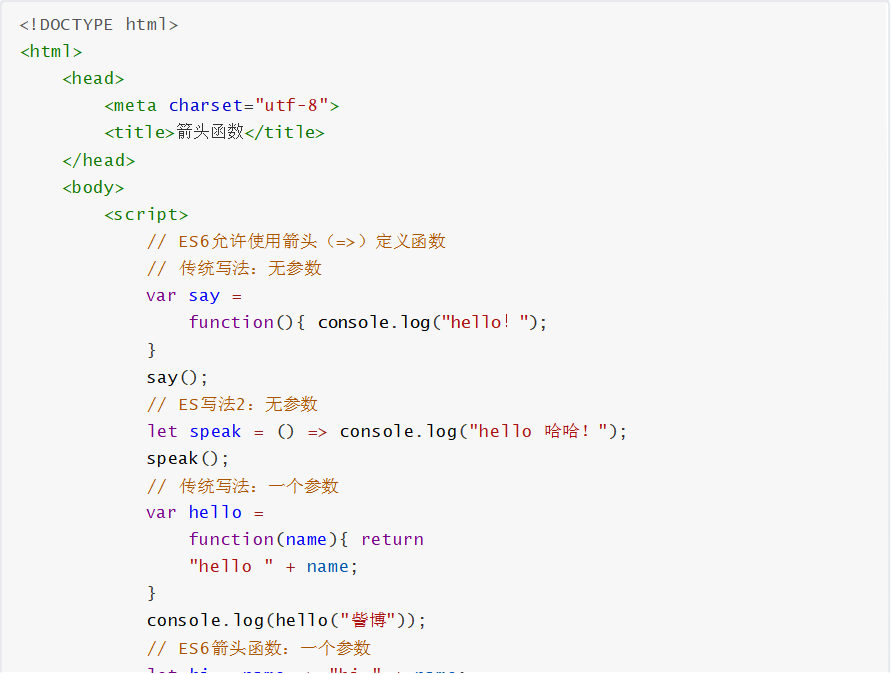 <!DOCTYPE html>
<html>
    <head>
        <meta charset="utf-8">
        <title>箭头函数</title>
    </head>
    <body>
        <script>
            // ES6允许使用箭头（=>）定义函数
            // 传统写法：无参数
            var say =
                function(){ console.log("hello！");
            }
            say();
            // ES写法2：无参数
            let speak = () => console.log("hello 哈哈！");
            speak();
            // 传统写法：一个参数
            var hello =
                function(name){ return
                "hello " + name;
            }
            console.log(hello("訾博"));
            // ES6箭头函数：一个参数